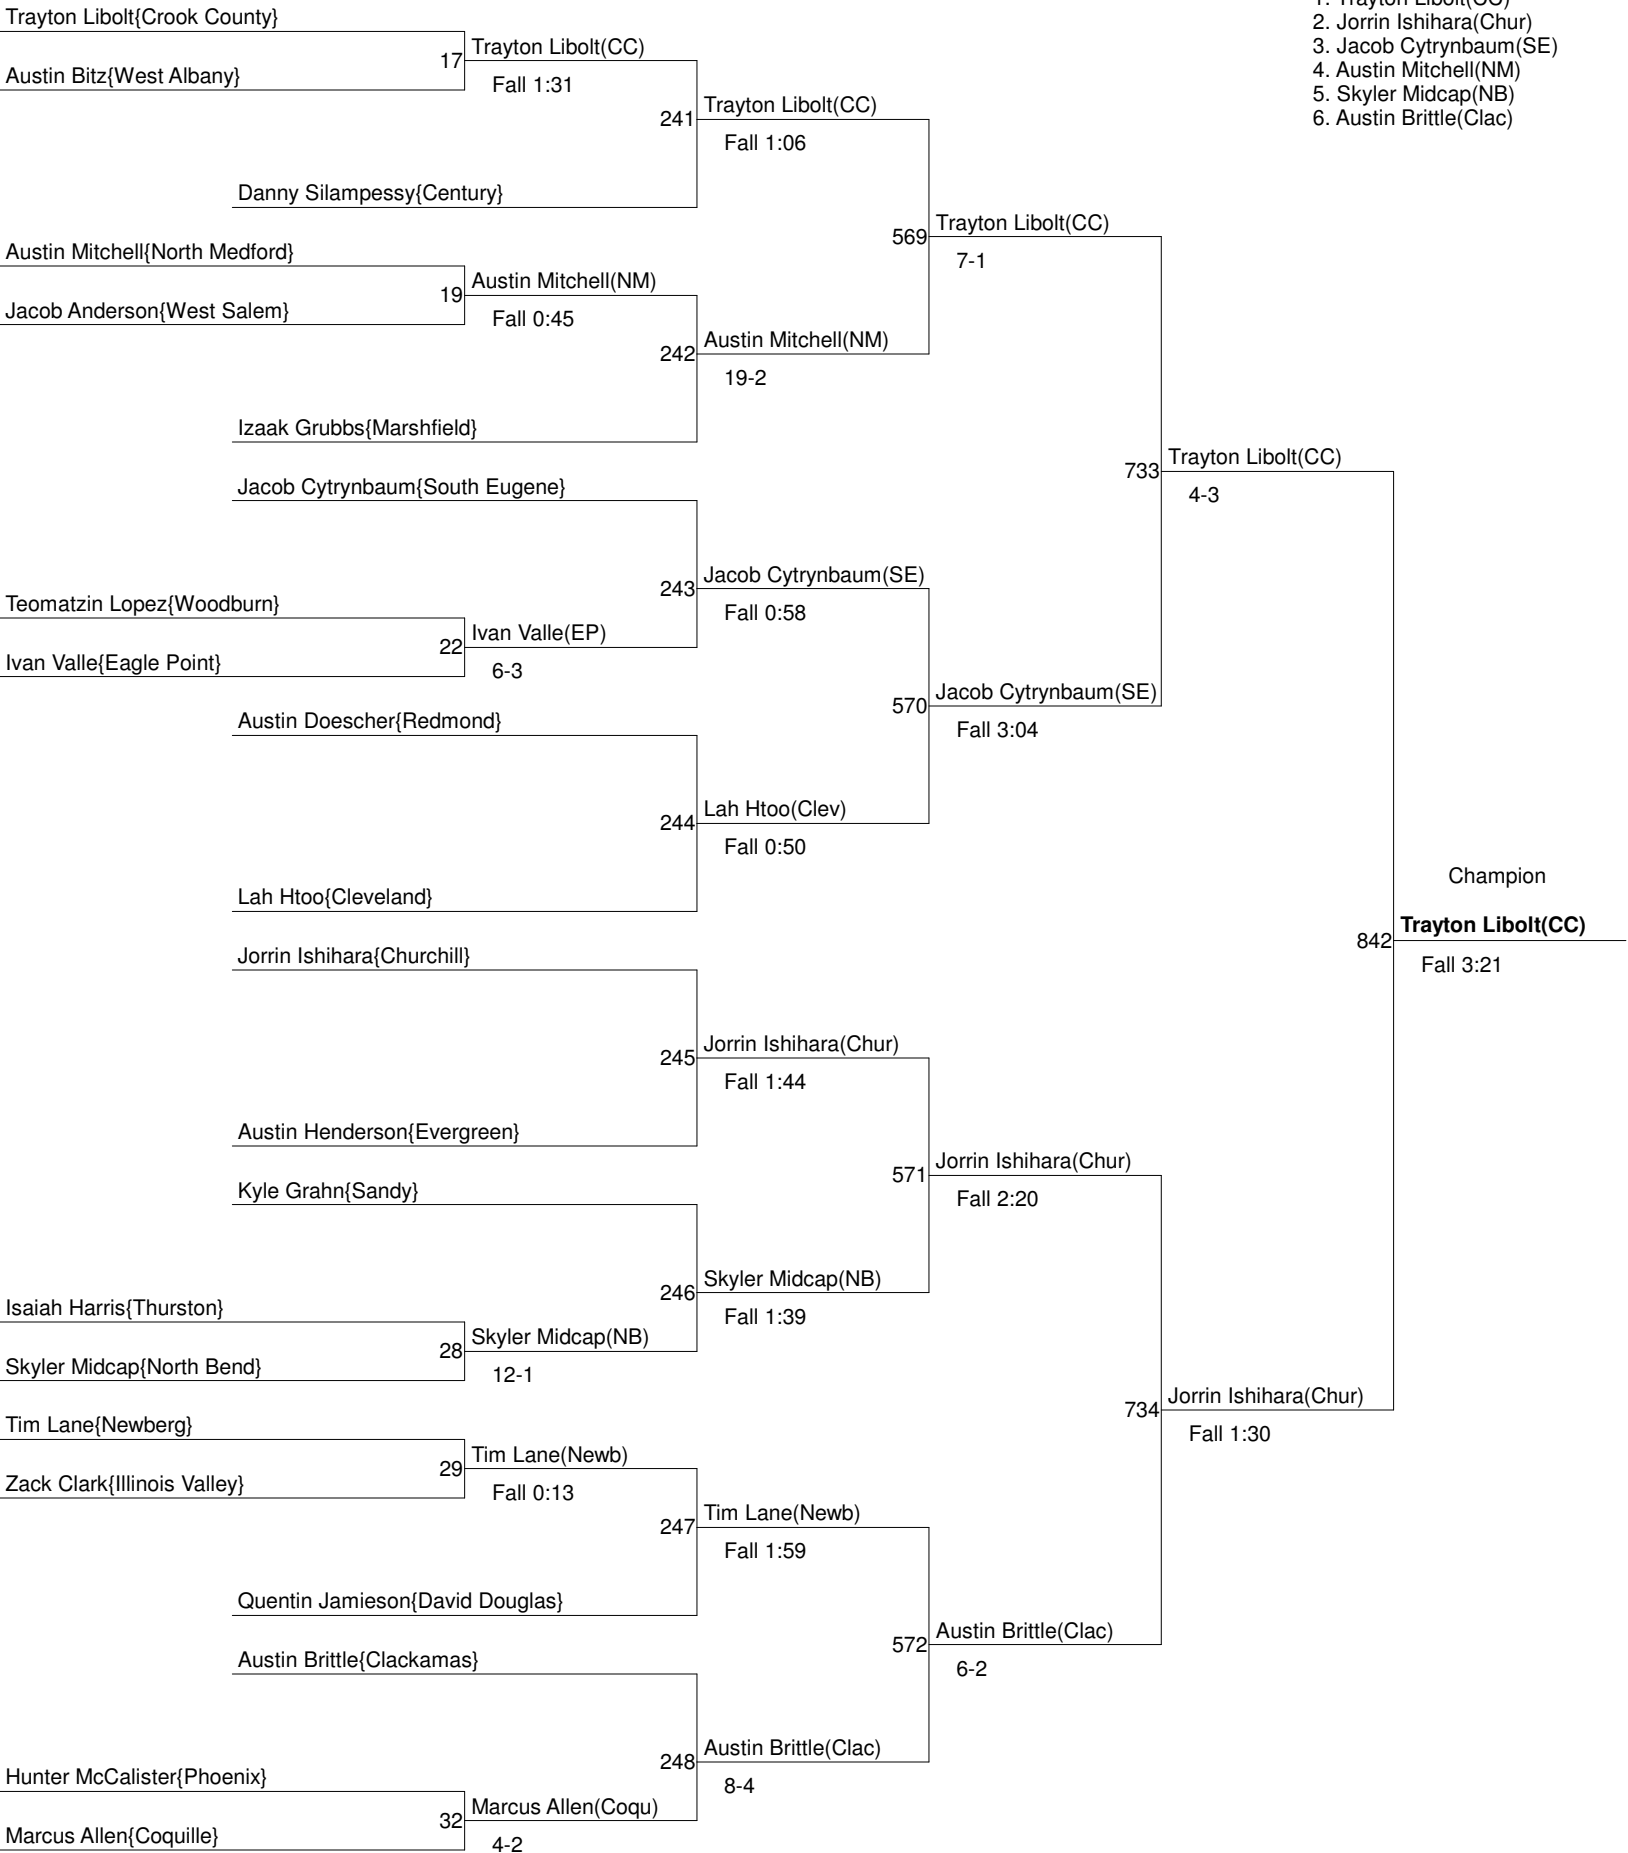 Trayton Libolt{Crook County}
17
Trayton Libolt(CC)
Austin Bitz{West Albany}
Fall 1:31
241
Trayton Libolt(CC)
Fall 1:06
Danny Silampessy{Century}
569
Trayton Libolt(CC)
7-1
Austin Mitchell{North Medford}
19
Austin Mitchell(NM)
Jacob Anderson{West Salem}
Fall 0:45
242
Austin Mitchell(NM)
19-2
Izaak Grubbs{Marshfield}
733
Trayton Libolt(CC)
4-3
Jacob Cytrynbaum{South Eugene}
243
Jacob Cytrynbaum(SE)
Fall 0:58
Teomatzin Lopez{Woodburn}
22
Ivan Valle(EP)
Ivan Valle{Eagle Point}
6-3
570
Jacob Cytrynbaum(SE)
Fall 3:04
Austin Doescher{Redmond}
244
Lah Htoo(Clev)
Fall 0:50
Lah Htoo{Cleveland}
Champion
842
Trayton Libolt(CC)
Fall 3:21
Jorrin Ishihara{Churchill}
245
Jorrin Ishihara(Chur)
Fall 1:44
Austin Henderson{Evergreen}
571
Jorrin Ishihara(Chur)
Fall 2:20
Kyle Grahn{Sandy}
246
Skyler Midcap(NB)
Fall 1:39
Isaiah Harris{Thurston}
28
Skyler Midcap(NB)
Skyler Midcap{North Bend}
12-1
734
Jorrin Ishihara(Chur)
Fall 1:30
Tim Lane{Newberg}
29
Tim Lane(Newb)
Zack Clark{Illinois Valley}
Fall 0:13
247
Tim Lane(Newb)
Fall 1:59
Quentin Jamieson{David Douglas}
572
Austin Brittle(Clac)
6-2
Austin Brittle{Clackamas}
248
Austin Brittle(Clac)
8-4
Hunter McCalister{Phoenix}
32
Marcus Allen(Coqu)
Marcus Allen{Coquille}
4-2
1. Trayton Libolt(CC)
2. Jorrin Ishihara(Chur)
3. Jacob Cytrynbaum(SE)
4. Austin Mitchell(NM)
5. Skyler Midcap(NB)
6. Austin Brittle(Clac)